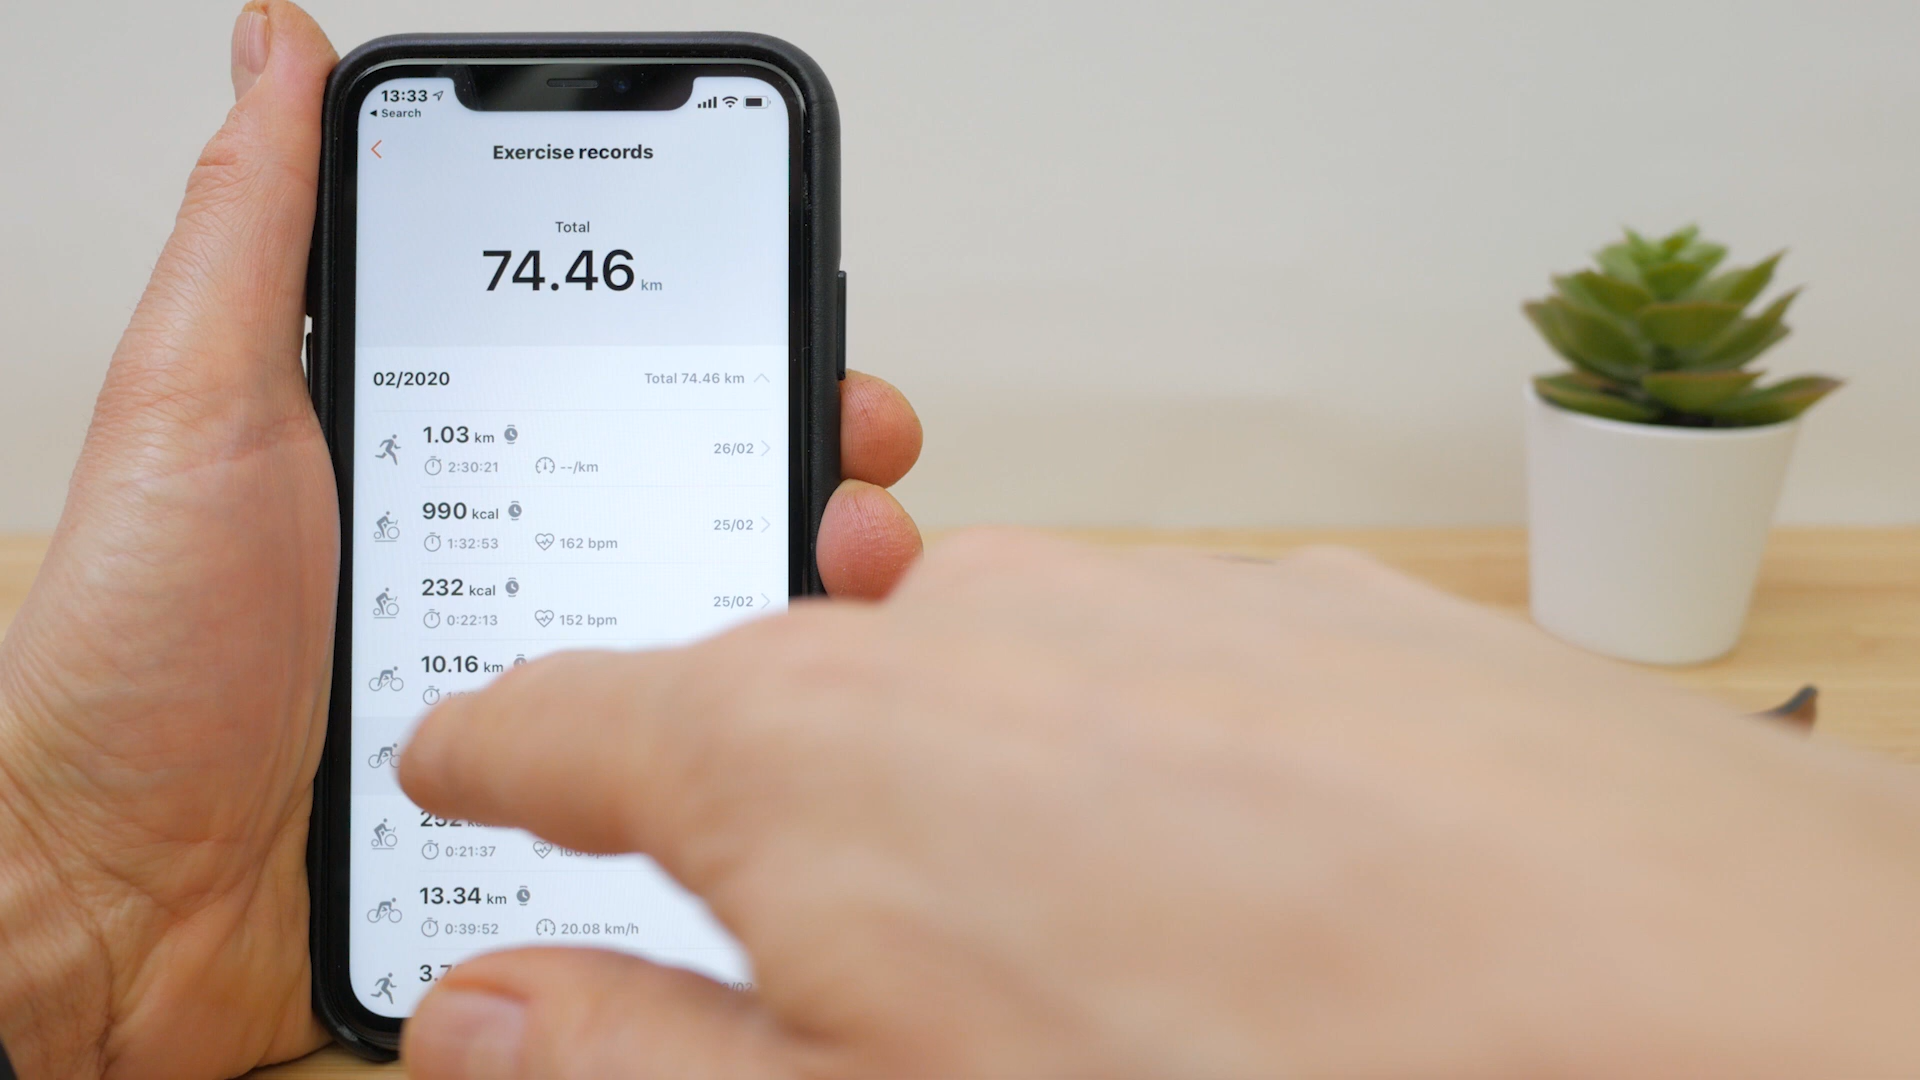 13:33
Search
Exercise records
Total
74.46 km
02/2020 Total 74.46 km
1.03 km
26/02
2:30:21 --/km
990 kcal
25/02
1:32:53 162 bpm
232 kcal
25/02
0:22:13 152 bpm
10.16 km
252
0:21:37
13.34 km
0:39:52 20.08 km/h